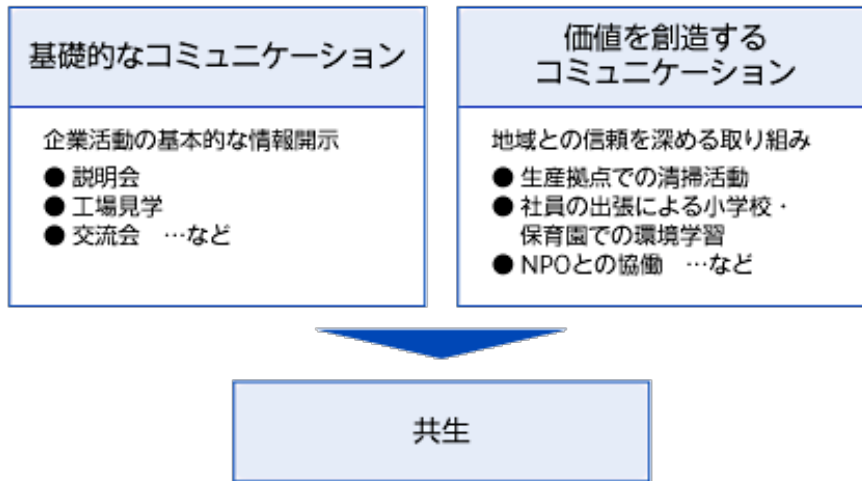 基礎的なコミュニケーション
企業活動の基本的な情報開示
● 説明会
● 工場見学
● 交流会　…など
価値を創造する
コミュニケーション
地域との信頼を深める取り組み
● 生産拠点での清掃活動
● 社員の出張による小学校・
保育園での環境学習
● NPOとの協働　…など
共生